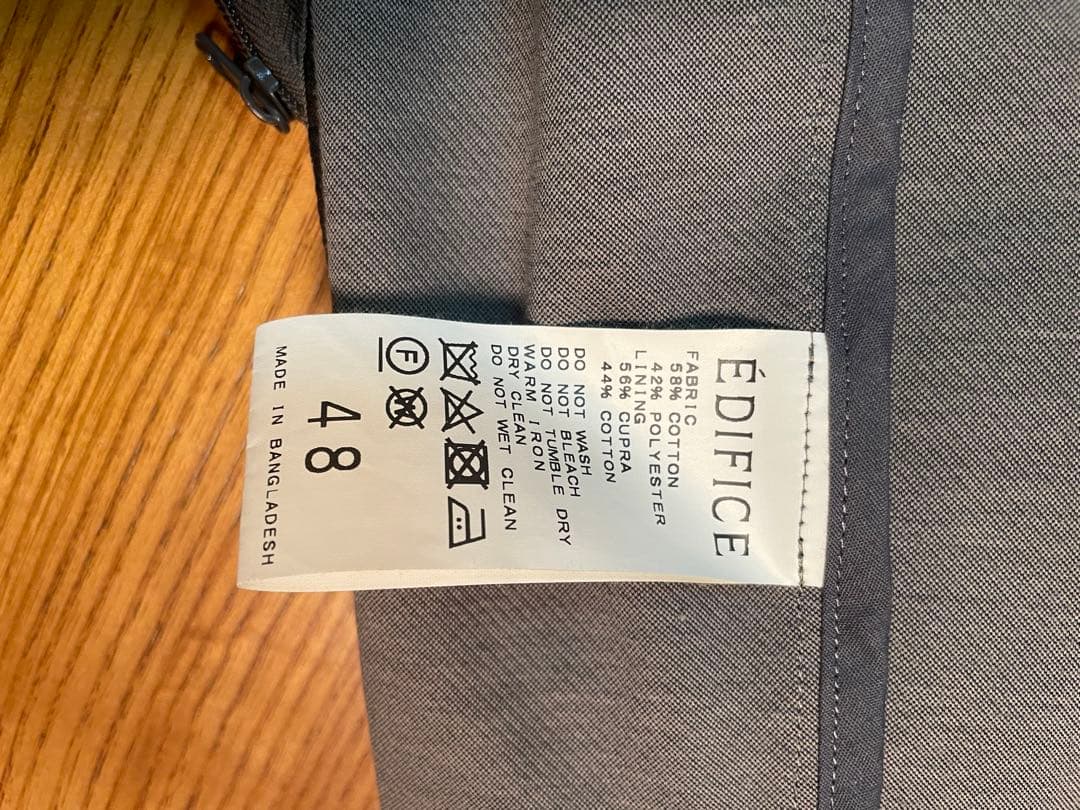 ÉDIFICE
FABRIC
58% COTTON
42% POLYESTER
LINING
56% CUPRA
44% COTTON
DO NOT WASH
DO NOT BLEACH
DO NOT TUMBLE DRY
WARM IRON
DRY CLEAN
DO NOT WET CLEAN
F W
48
MADE IN BANGLADESH